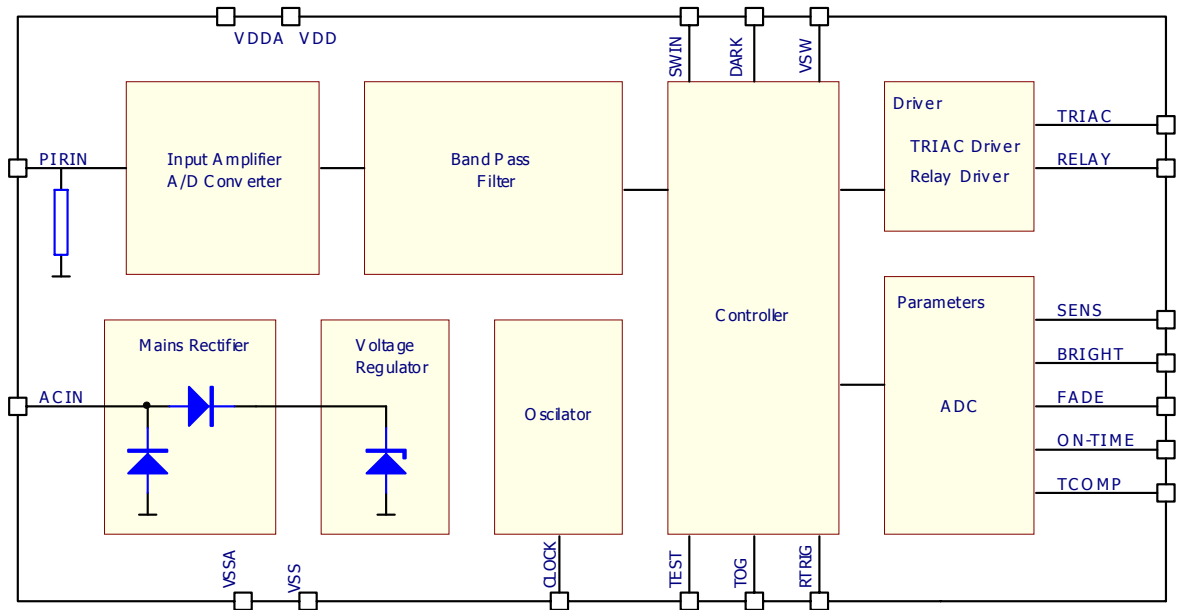 VDDA
VDD
SWIN
DARK
VSW
PIRIN
Input Amplifier
A/D Converter
Band Pass
Filter
Driver
TRIAC Driver
Relay Driver
TRIAC
RELAY
Controller
Parameters
ADC
SENS
BRIGHT
FADE
ON-TIME
TCOMP
Mains Rectifier
Voltage
Regulator
Oscilator
ACIN
VSSA
VSS
CLOCK
TEST
TOG
RTRIG